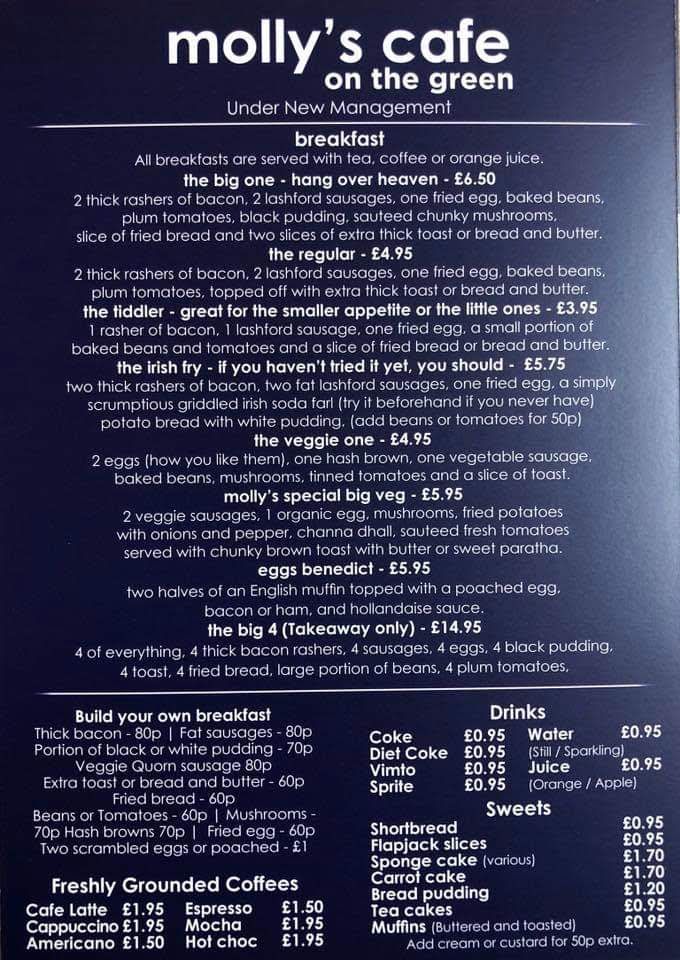 molly's cafe
on the green
Under New Management
breakfast
All breakfasts are served with tea, coffee or orange juice.
the big one - hang over heaven - £6.50
2 thick rashers of bacon, 2 lashford sausages, one fried egg, baked beans,
plum tomatoes, black pudding, sauteed chunky mushrooms,
slice of fried bread and two slices of extra thick toast or bread and butter.
the regular - £4.95
2 thick rashers of bacon, 2 lashford sausages, one fried egg, baked beans,
plum tomatoes, topped off with extra thick toast or bread and butter.
the tiddler - great for the smaller appetite or the little ones - £3.95
1 rasher of bacon, 1 lashford sausage, one fried egg, a small portion of
baked beans and tomatoes and a slice of fried bread or bread and butter.
the irish fry - if you haven't tried it yet, you should - £5.75
two thick rashers of bacon, two fat lashford sausages, one fried egg, a simply
scrumptious griddled irish soda farl (try it beforehand if you never have)
potato bread with white pudding. (add beans or tomatoes for 50p)
the veggie one - £4.95
2 eggs (how you like them), one hash brown, one vegetable sausage,
baked beans, mushrooms, tinned tomatoes and a slice of toast.
molly's special big veg - £5.95
2 veggie sausages, 1 organic egg, mushrooms, fried potatoes
with onions and pepper, channa dhall, sauteed fresh tomatoes
served with chunky brown toast with butter or sweet paratha.
eggs benedict - £5.95
two halves of an English muffin topped with a poached egg,
bacon or ham, and hollandaise sauce.
the big 4 (Takeaway only) - £14.95
4 of everything, 4 thick bacon rashers, 4 sausages, 4 eggs, 4 black pudding,
4 toast, 4 fried bread, large portion of beans, 4 plum tomatoes,
Build your own breakfast
Thick bacon - 80p | Fat sausages - 80p
Portion of black or white pudding - 70p
Veggie Quorn sausage 80p
Extra toast or bread and butter - 60p
Fried bread - 60p
Beans or Tomatoes - 60p | Mushrooms -
70p Hash browns 70p | Fried egg - 60p
Two scrambled eggs or poached - £1
Freshly Grounded Coffees
Cafe Latte £1.95 Espresso £1.50
Cappuccino £1.95 Mocha £1.95
Americano £1.50 Hot choc £1.95
Drinks
Coke £0.95 Water £0.95
Diet Coke £0.95 (Still / Sparkling)
Vimto £0.95 Juice £0.95
Sprite £0.95 (Orange / Apple)
Sweets
Shortbread £0.95
Flapjack slices £0.95
Sponge cake (various) £1.70
Carrot cake £1.70
Bread pudding £1.20
Tea cakes £0.95
Muffins (Buttered and toasted) £0.95
Add cream or custard for 50p extra.